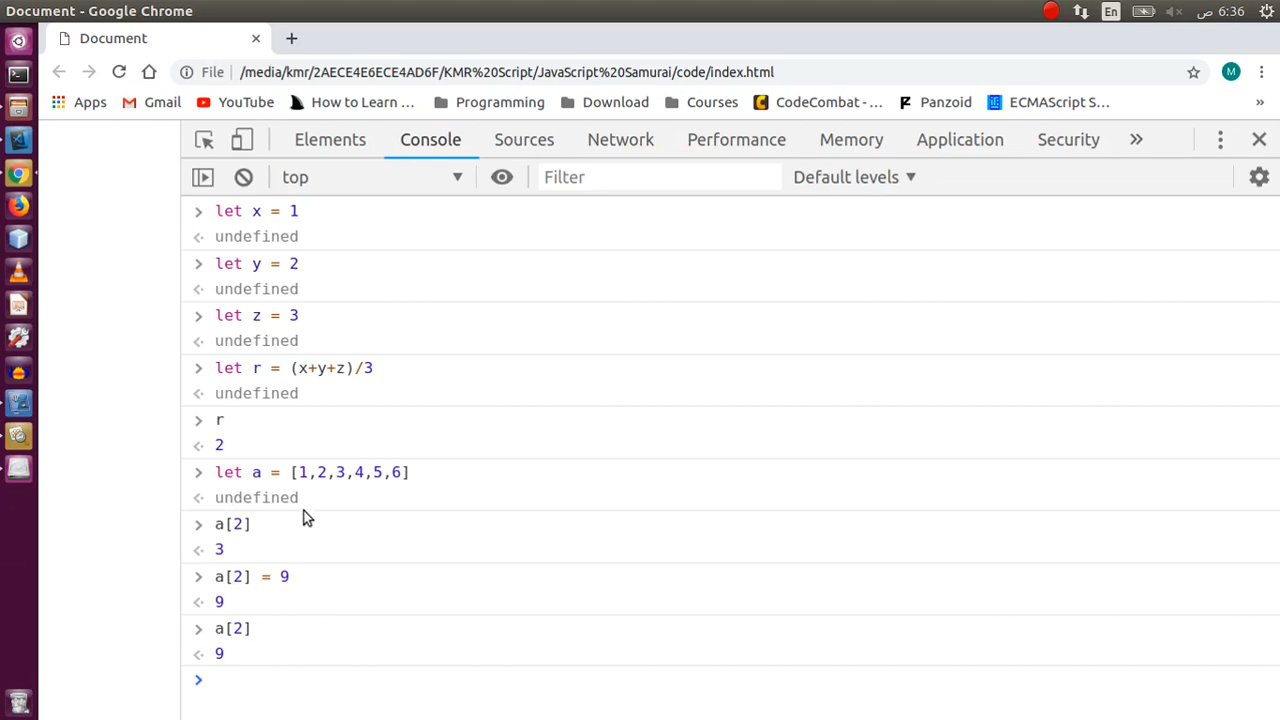 Document - Google Chrome
En
6:36 ص
Document
File
/media/kmr/2AECE4E6ECE4AD6F/KMR%20Script/JavaScript%20Samurai/code/index.html
M
Apps
Gmail
YouTube
How to Learn ...
Programming
Download
Courses
CodeCombat - ...
Panzoid
ECMAScript S...
»
Elements
Console
Sources
Network
Performance
Memory
Application
Security
»
top
Filter
Default levels
let x = 1
undefined
let y = 2
undefined
let z = 3
undefined
let r = (x+y+z)/3
undefined
r
2
let a = [1,2,3,4,5,6]
undefined
a[2]
3
a[2] = 9
9
a[2]
9